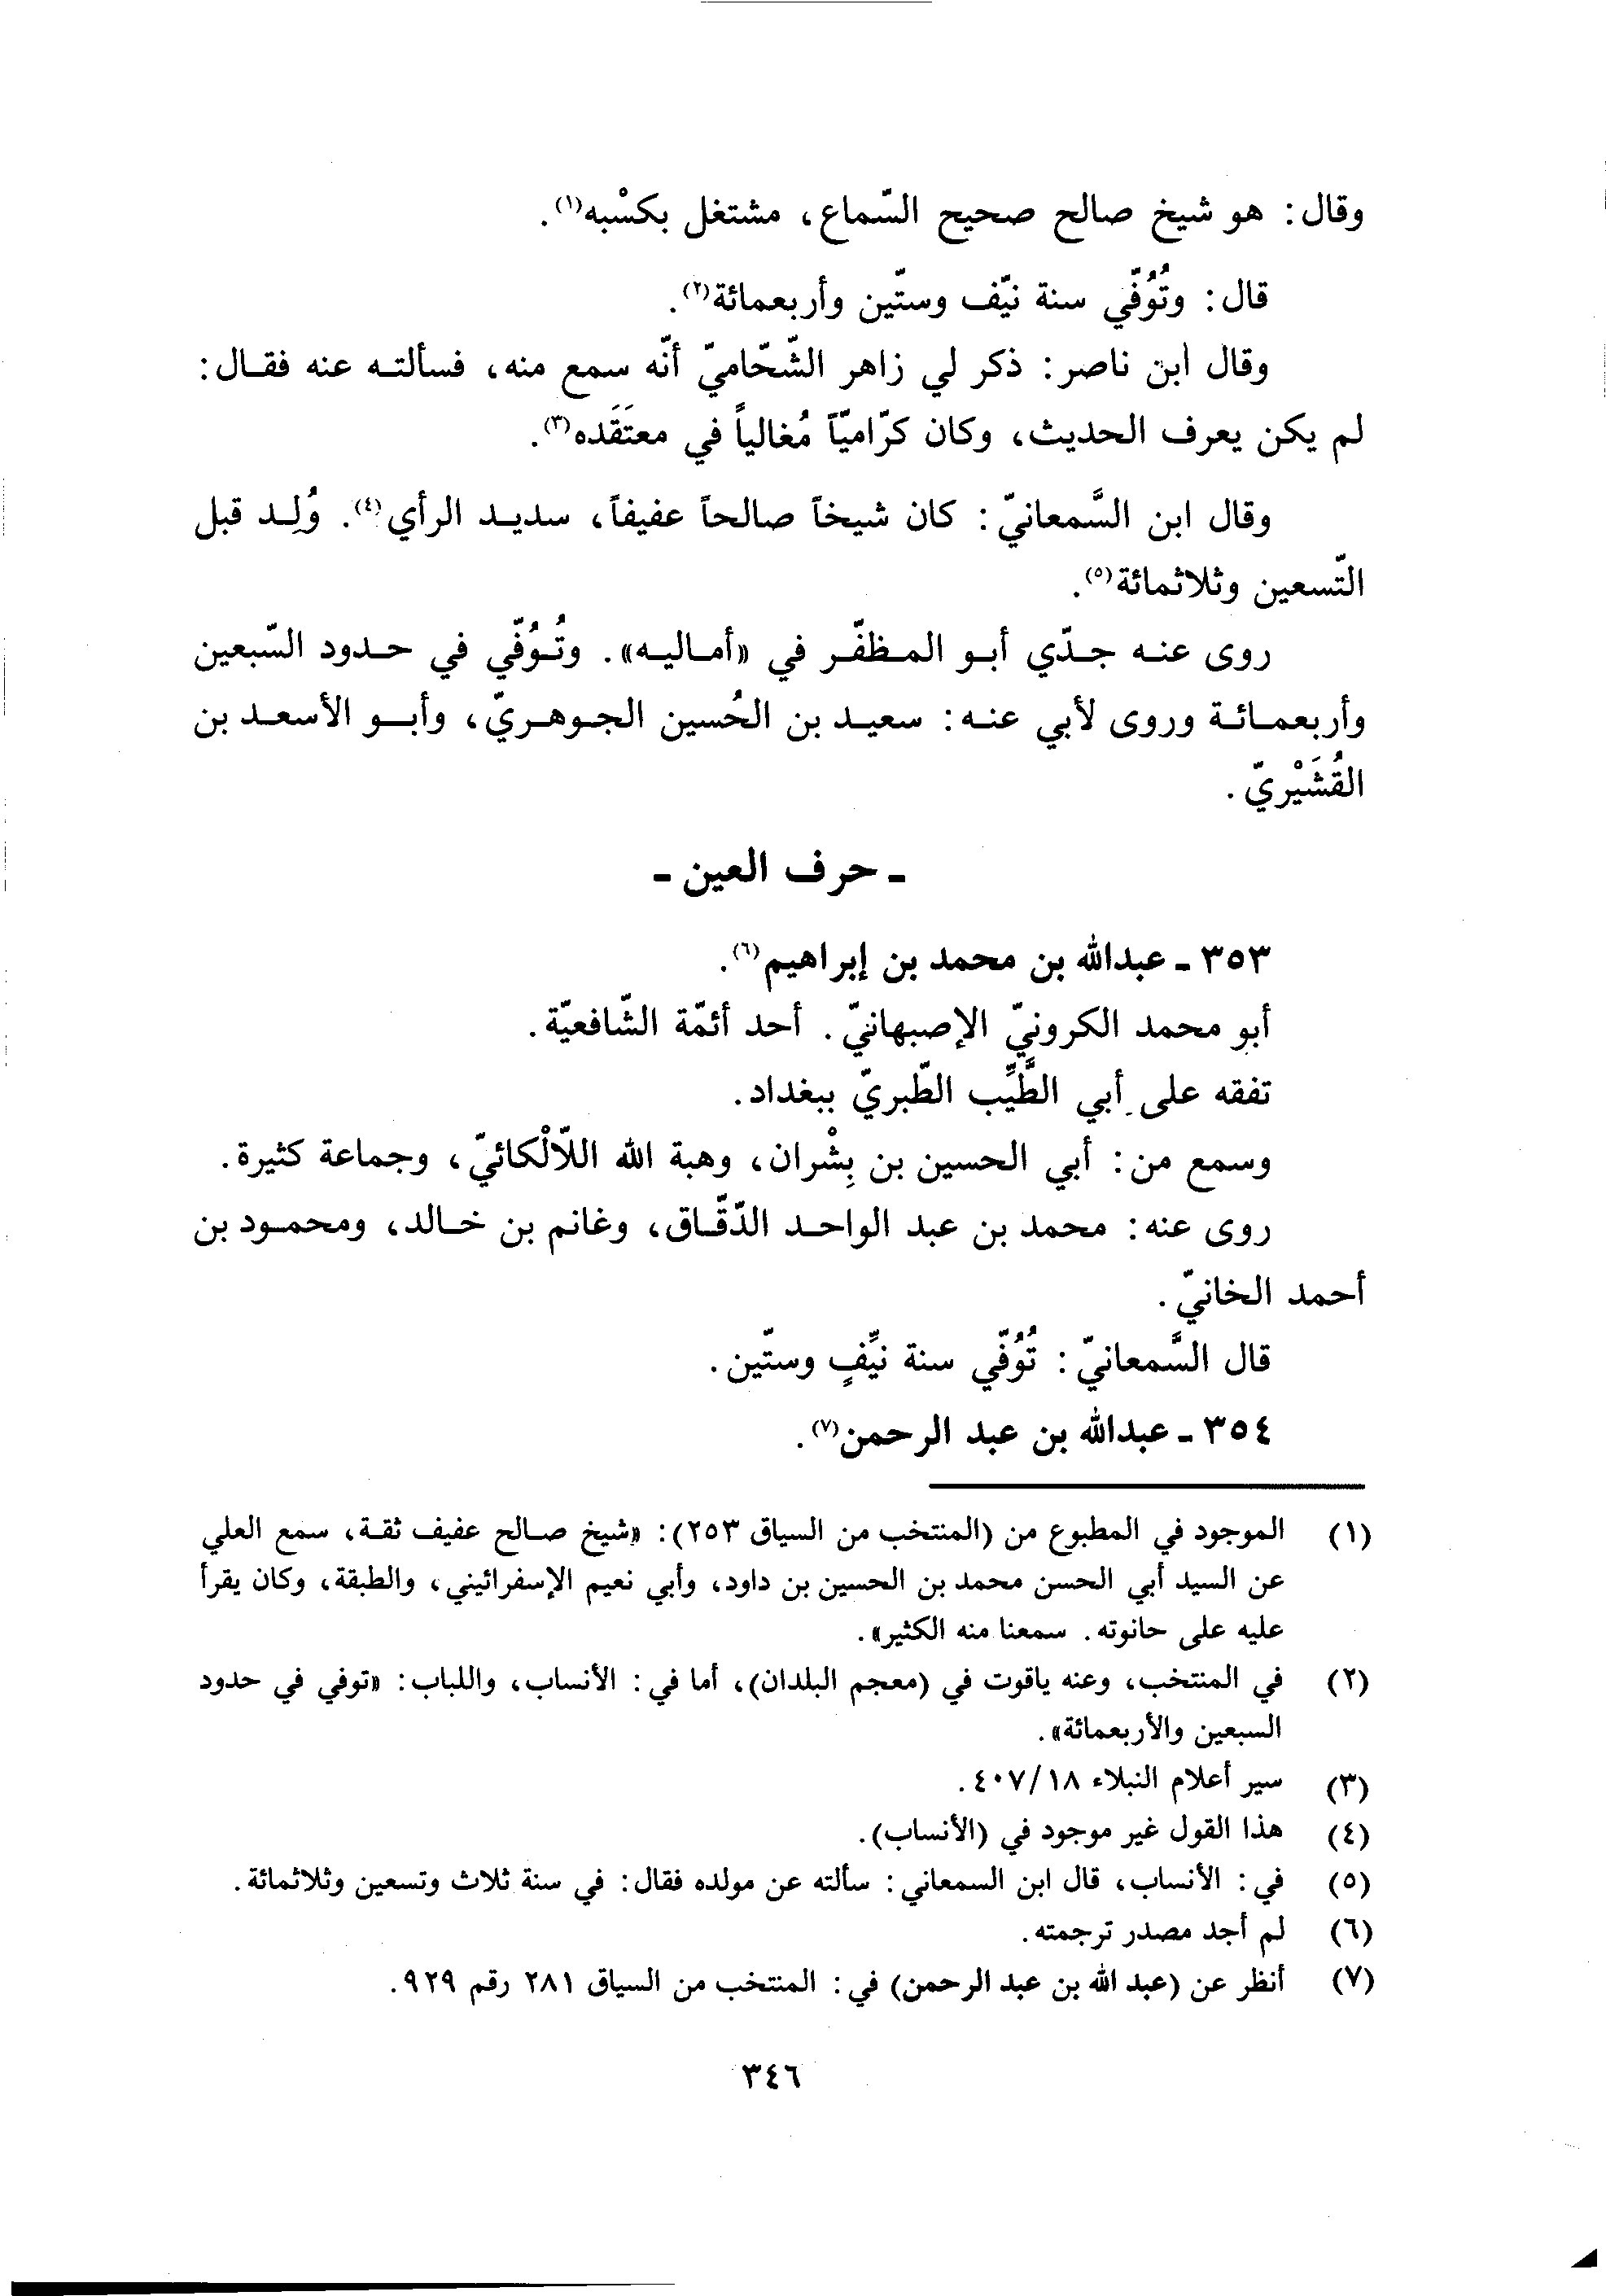 وقال: هو شيخ صالح صحيح السّماع، مشتغل بكسْبه(١).
قال: وتُوُفّي سنة نيّف وستّين وأربعمائة(٢).
وقال ابن ناصر: ذكر لي زاهر الشّحّاميّ أنّه سمع منه، فسألته عنه فقال:
لم يكن يعرف الحديث، وكان كرّاميّاً مُغالياً في معتَقَده(٣).
وقال ابن السَّمعانيّ: كان شيخاً صالحاً عفيفاً، سديد الرأي(٤). وُلِد قبل
التّسعين وثلاثمائة(٥).
روى عنه جدّي أبو المظفّر في «أماليه». وتُوُفّي في حدود السّبعين
وأربعمائة وروى لأبي عنه: سعيد بن الحُسين الجوهريّ، وأبو الأسعد بن
القُشَيْريّ.
- حرف العين -
٣٥٣ - عبدالله بن محمد بن إبراهيم(٦).
أبو محمد الكرونيّ الإصبهانيّ. أحد أئمّة الشّافعيّة.
تفقه على أبي الطَّيِّب الطّبريّ ببغداد.
وسمع من: أبي الحسين بن بِشْران، وهبة الله اللّالْكائيّ، وجماعة كثيرة.
روى عنه: محمد بن عبد الواحد الدّقّاق، وغانم بن خالد، ومحمود بن
أحمد الخانيّ.
قال السَّمعانيّ: تُوُفّي سنة نيِّفٍ وستّين.
٣٥٤ - عبدالله بن عبد الرحمن(٧).
(١) الموجود في المطبوع من (المنتخب من السياق ٢٥٣): «شيخ صالح عفيف ثقة، سمع العلي
عن السيد أبي الحسن محمد بن الحسين بن داود، وأبي نعيم الإسفرائيني، والطبقة، وكان يقرأ
عليه على حانوته. سمعنا منه الكثير».
(٢) في المنتخب، وعنه ياقوت في (معجم البلدان)، أما في: الأنساب، واللباب: «توفي في حدود
السبعين والأربعمائة».
(٣) سير أعلام النبلاء ١٨/٤٠٧.
(٤) هذا القول غير موجود في (الأنساب).
(٥) في: الأنساب، قال ابن السمعاني: سألته عن مولده فقال: في سنة ثلاث وتسعين وثلاثمائة.
(٦) لم أجد مصدر ترجمته.
(٧) أنظر عن (عبد الله بن عبد الرحمن) في: المنتخب من السياق ٢٨١ رقم ٩٢٩.
٣٤٦